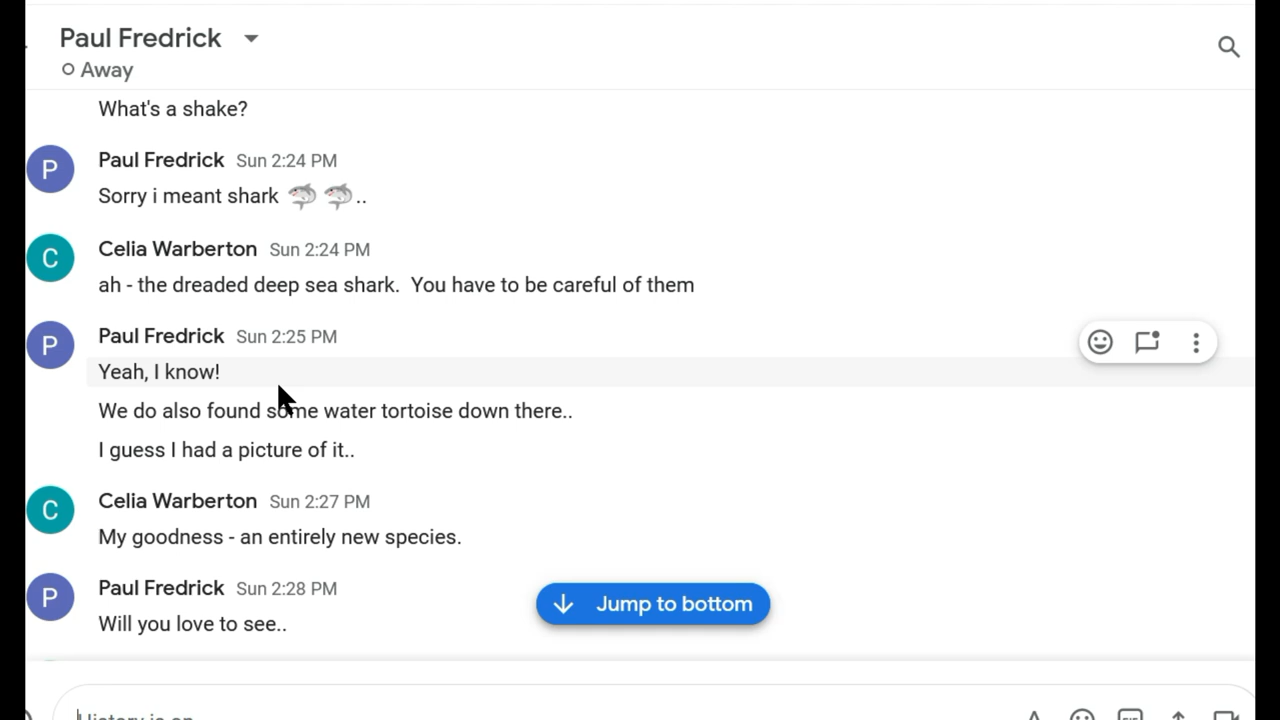 Paul Fredrick
Away
What's a shake?
P
Paul Fredrick Sun 2:24 PM
Sorry i meant shark 🦈 🦈..
C
Celia Warberton Sun 2:24 PM
ah - the dreaded deep sea shark.  You have to be careful of them
P
Paul Fredrick Sun 2:25 PM
Yeah, I know!
We do also found some water tortoise down there..
I guess I had a picture of it..
C
Celia Warberton Sun 2:27 PM
My goodness - an entirely new species.
P
Paul Fredrick Sun 2:28 PM
Will you love to see..
Jump to bottom
History is on